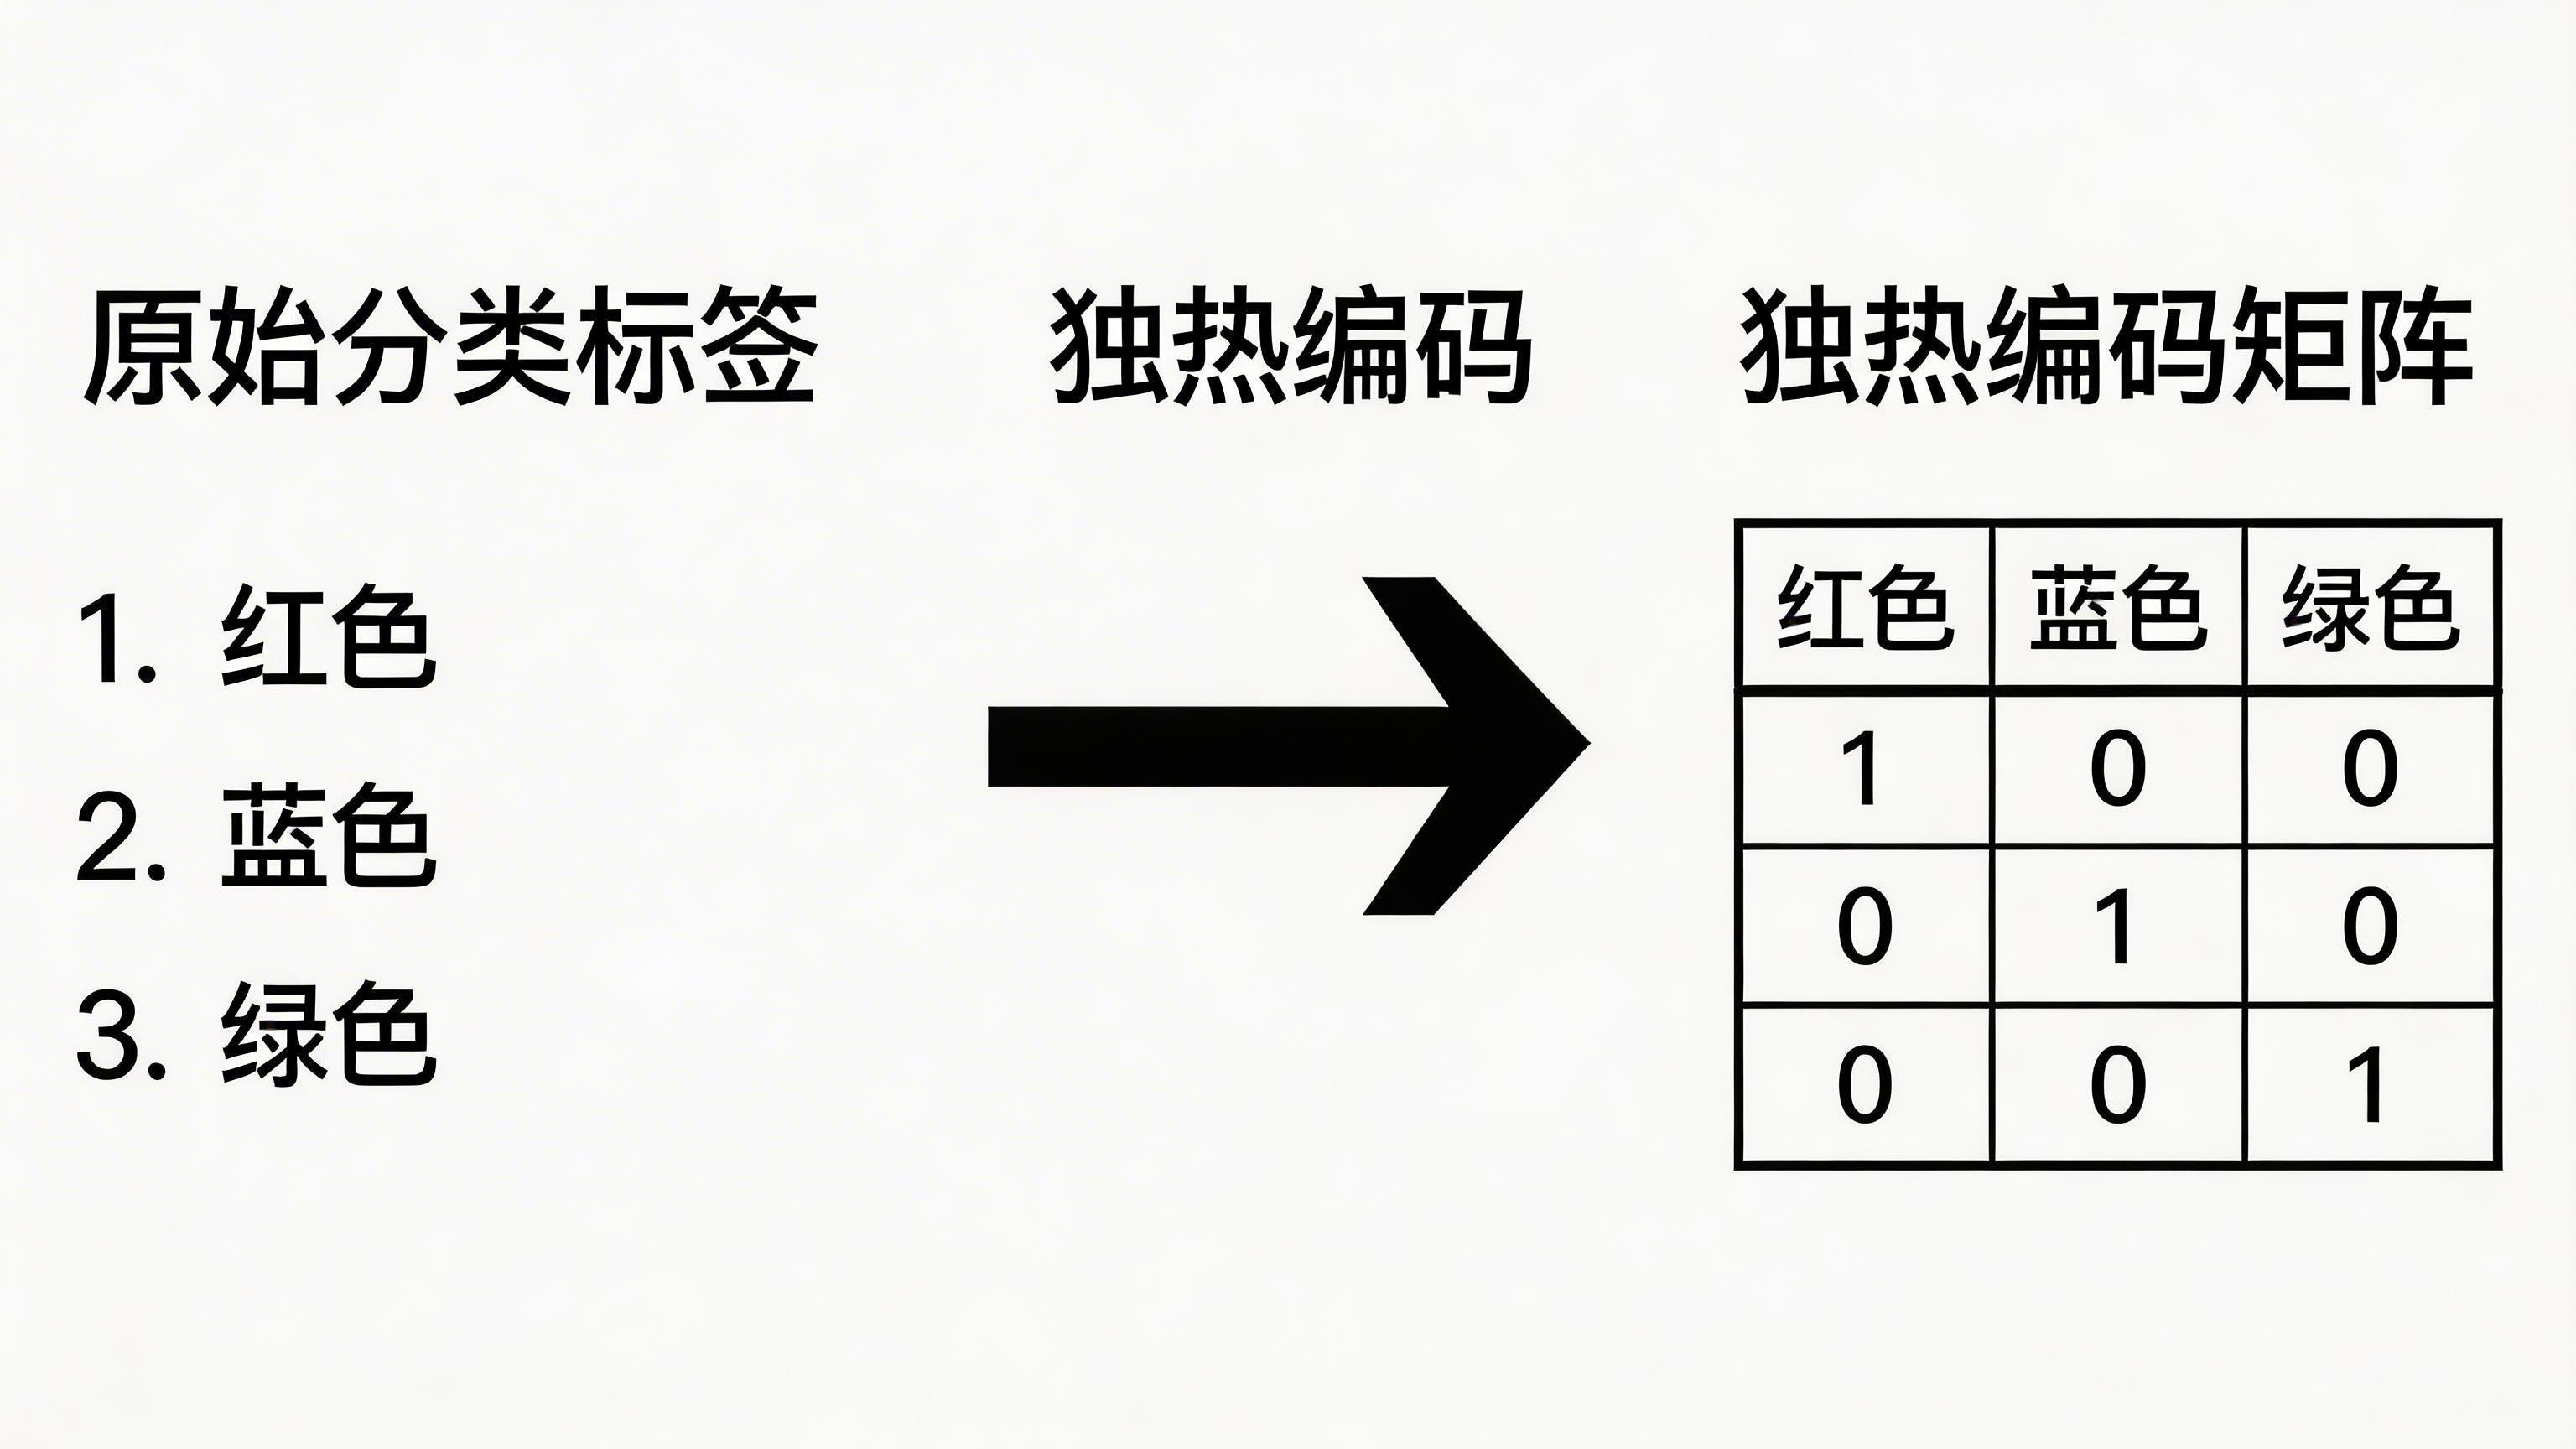 原始分类标签
1. 红色
2. 蓝色
3. 绿色
独热编码
独热编码矩阵
红色 蓝色 绿色
1 0 0
0 1 0
0 0 1